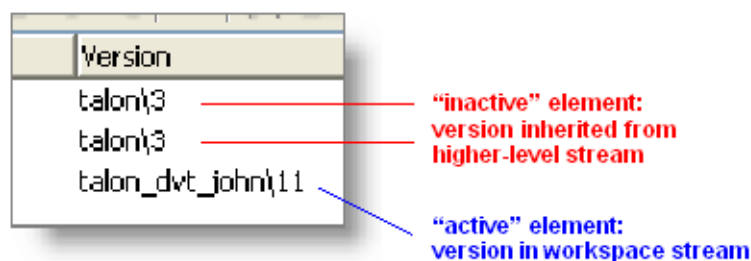 Version
talon\3
talon\3
talon_dvt_john\11
“inactive” element:
version inherited from
higher-level stream
“active” element:
version in workspace stream